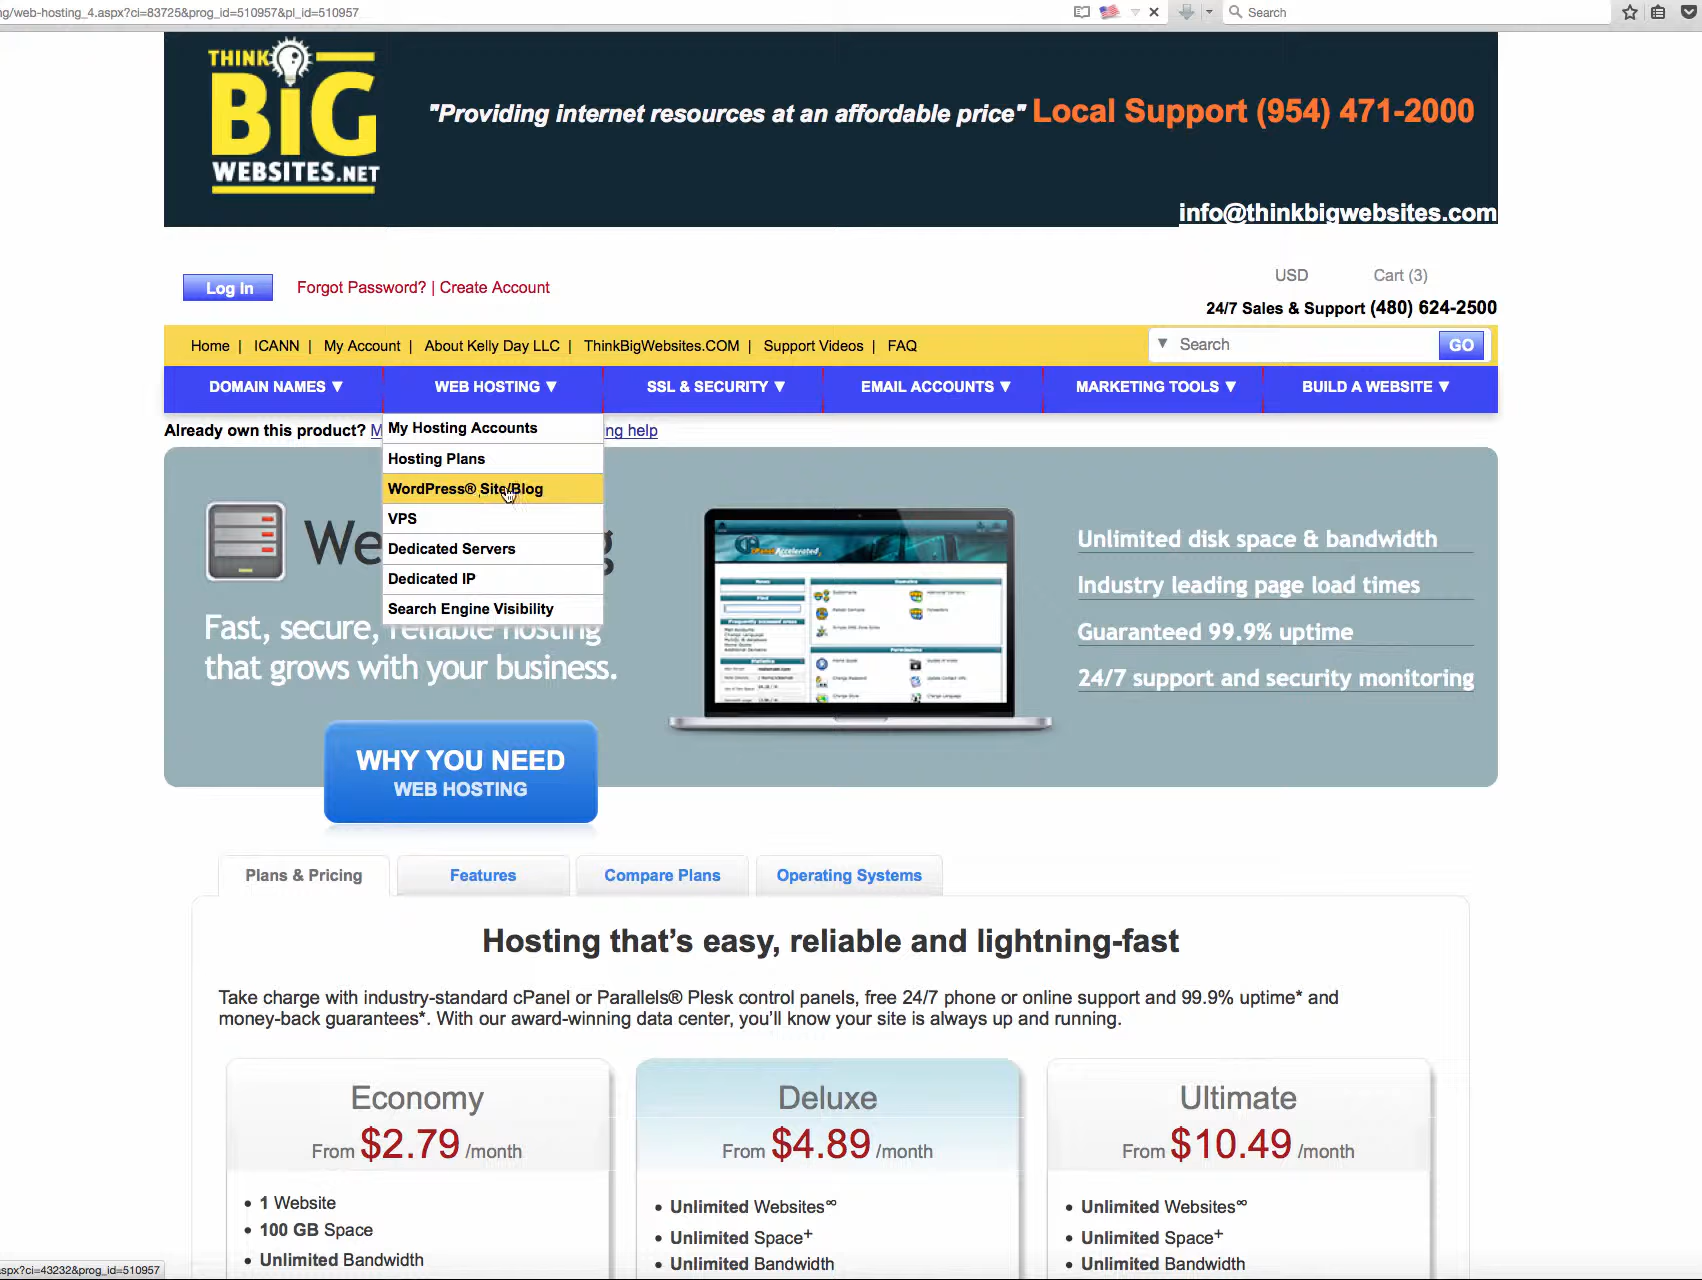 ng/web-hosting_4.aspx?ci=83725&prog_id=510957&pl_id=510957
Search
THINK
BiG
WEBSITES.NET
"Providing internet resources at an affordable price" Local Support (954) 471-2000
info@thinkbigwebsites.com
Log In
Forgot Password? | Create Account
USD
Cart (3)
24/7 Sales & Support (480) 624-2500
Home | ICANN | My Account | About Kelly Day LLC | ThinkBigWebsites.COM | Support Videos | FAQ
Search
GO
DOMAIN NAMES ▼ WEB HOSTING ▼ SSL & SECURITY ▼ EMAIL ACCOUNTS ▼ MARKETING TOOLS ▼ BUILD A WEBSITE ▼
Already own this product? M
ng help
My Hosting Accounts
Hosting Plans
WordPress® Site/Blog
VPS
Dedicated Servers
Dedicated IP
Search Engine Visibility
We
g
Fast, secure, reliable hosting
that grows with your business.
Unlimited disk space & bandwidth
Industry leading page load times
Guaranteed 99.9% uptime
24/7 support and security monitoring
WHY YOU NEED
WEB HOSTING
Plans & Pricing
Features
Compare Plans
Operating Systems
Hosting that's easy, reliable and lightning-fast
Take charge with industry-standard cPanel or Parallels® Plesk control panels, free 24/7 phone or online support and 99.9% uptime* and
money-back guarantees*. With our award-winning data center, you'll know your site is always up and running.
Economy
From $2.79 /month
• 1 Website
• 100 GB Space
• Unlimited Bandwidth
Deluxe
From $4.89 /month
• Unlimited Websites∞
• Unlimited Space+
• Unlimited Bandwidth
Ultimate
From $10.49 /month
• Unlimited Websites∞
• Unlimited Space+
• Unlimited Bandwidth
spx?ci=43232&prog_id=510957